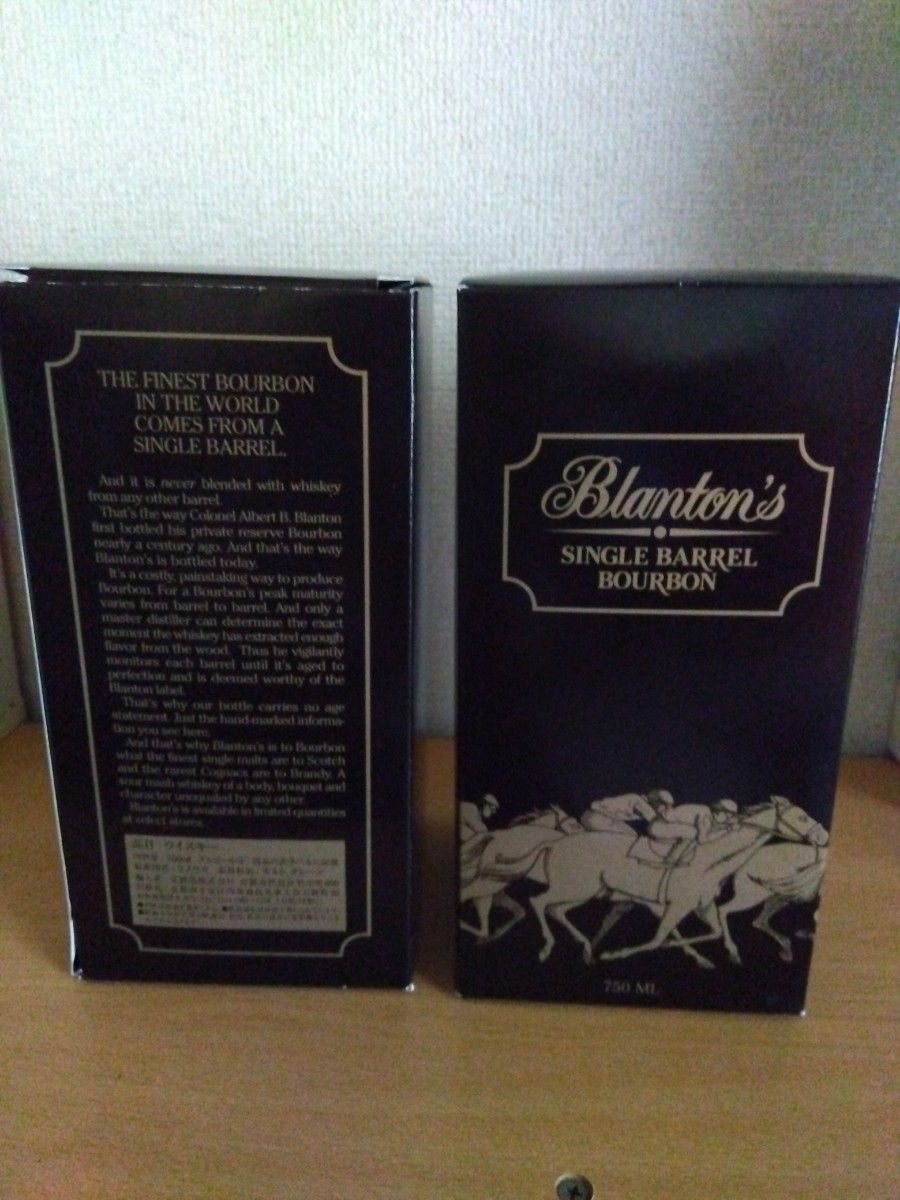 THE FINEST BOURBON
IN THE WORLD
COMES FROM A
SINGLE BARREL.
And it is never blended with whiskey
from any other barrel.
That's the way Colonel Albert B. Blanton
first bottled his private reserve Bourbon
nearly a century ago. And that's the way
Blanton's is bottled today.
It's a costly, painstaking way to produce
Bourbon. For a Bourbon's peak maturity
varies from barrel to barrel. And only a
master distiller can determine the exact
moment the whiskey has extracted enough
flavor from the wood. Thus he vigilantly
monitors each barrel until it's aged to
perfection and is deemed worthy of the
Blanton label.
That's why our bottle carries no age
statement. Just the hand-marked informa-
tion you see here.
And that's why Blanton's is to Bourbon
what the finest single malts are to Scotch
and the rarest Cognacs are to Brandy. A
sour mash whiskey of a body, bouquet and
character unequaled by any other.
Blanton's is available in limited quantities
at select stores.
品目 ウイスキー
Blanton's
SINGLE BARREL
BOURBON
750 ML